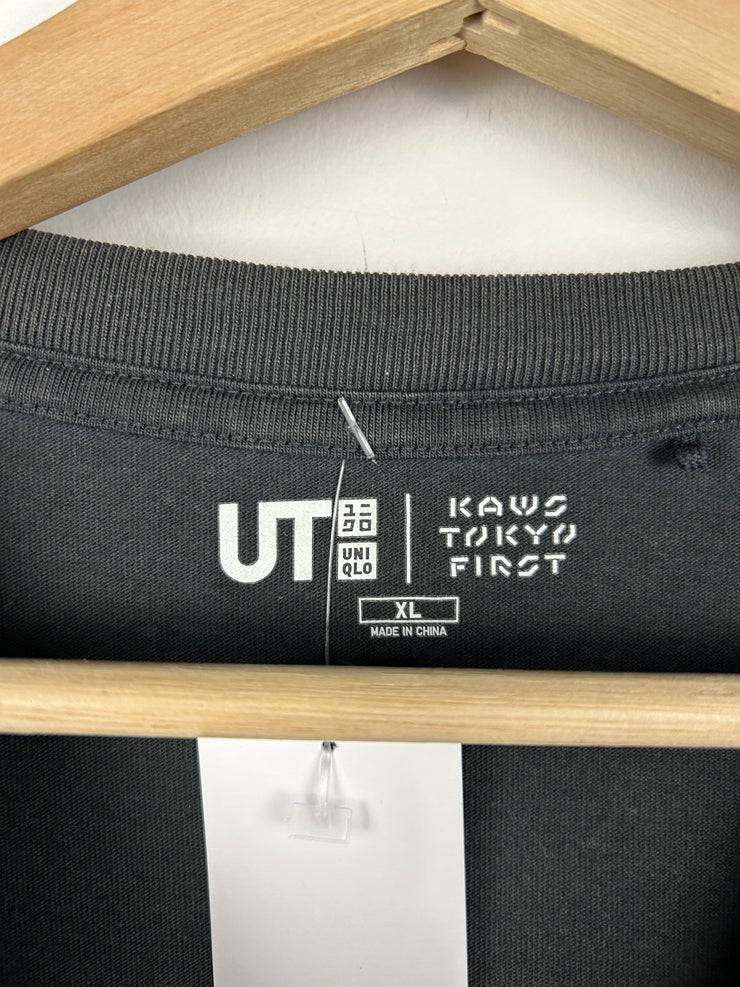 UT
ユニ
クロ
UNI
QLO
KAWS
TOKYO
FIRST
XL
MADE IN CHINA